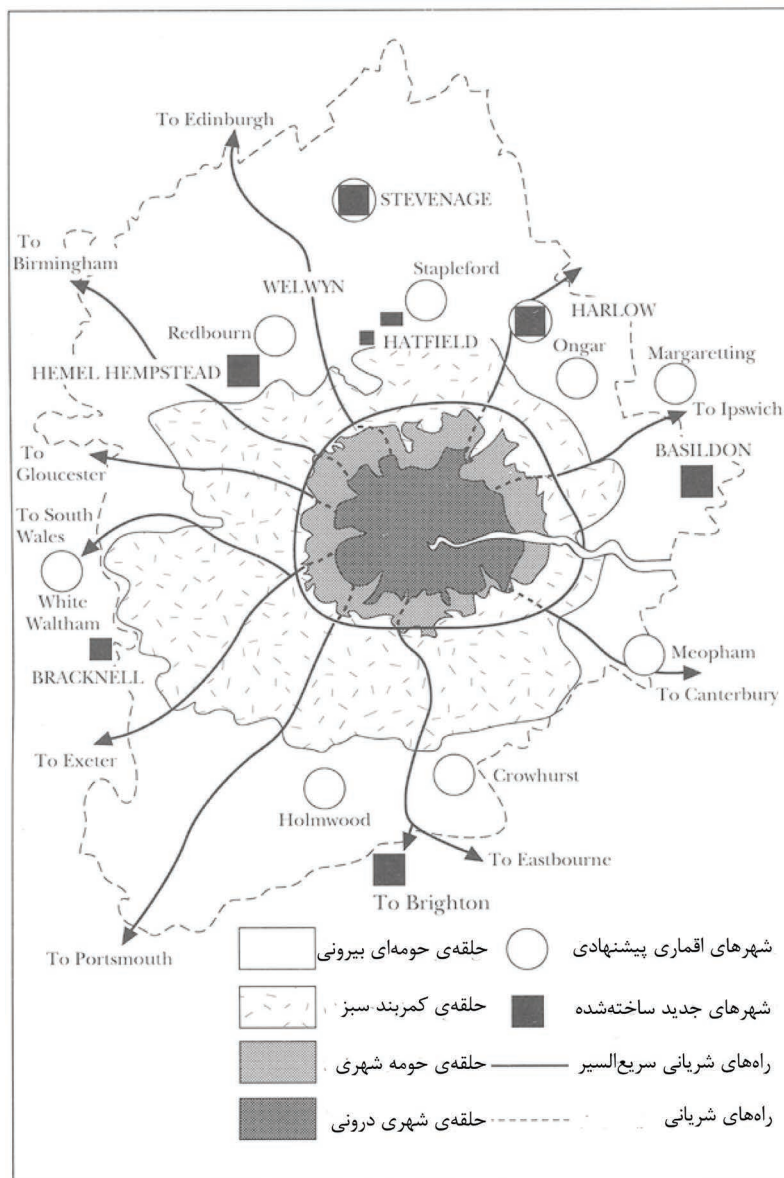 To Edinburgh
STEVENAGE
To
Birmingham
Stapleford
WELWYN
HARLOW
Redbourn
HATFIELD
Ongar
Margaretting
HEMEL HEMPSTEAD
To Ipswich
To
Gloucester
BASILDON
To South
Wales
White
Waltham
Meopham
BRACKNELL
To Canterbury
To Exeter
Crowhurst
Holmwood
To Eastbourne
To Brighton
To Portsmouth
شهرهای اقماری پیشنهادی
حلقه‌ی حومه‌ای بیرونی
شهرهای جدید ساخته‌شده
حلقه‌ی کمربند سبز
راه‌های شریانی سریع‌السیر
حلقه‌ی حومه شهری
راه‌های شریانی
حلقه‌ی شهری درونی